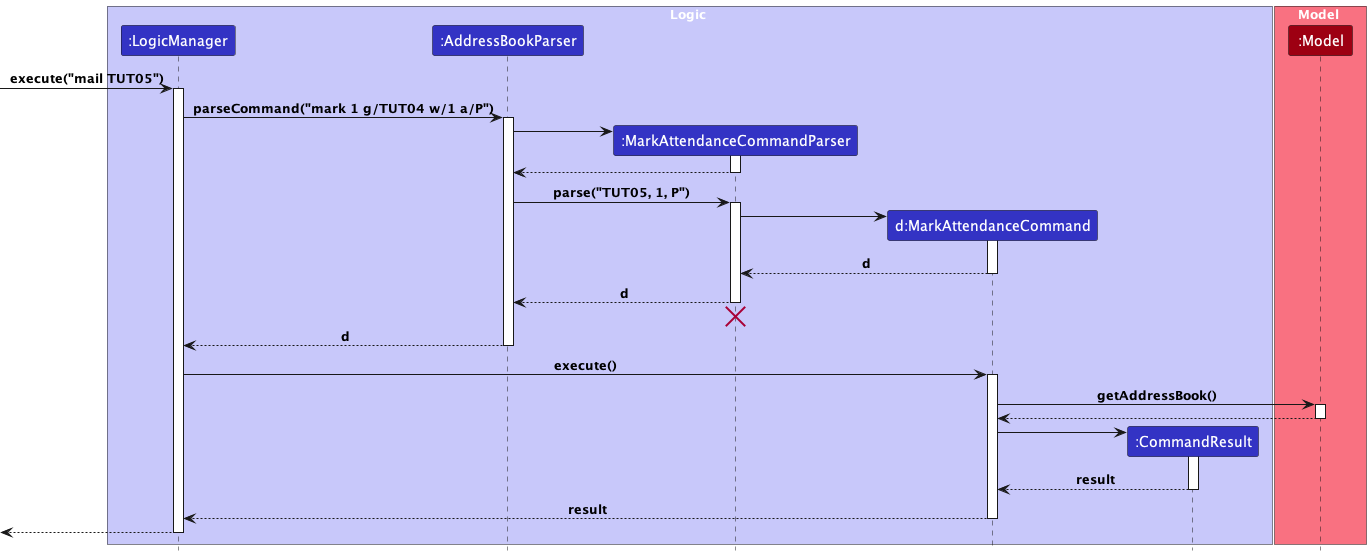 Logic
Model
:LogicManager
:AddressBookParser
:Model
execute("mail TUT05")
parseCommand("mark 1 g/TUT04 w/1 a/P")
:MarkAttendanceCommandParser
parse("TUT05, 1, P")
d:MarkAttendanceCommand
d
d
d
execute()
getAddressBook()
:CommandResult
result
result